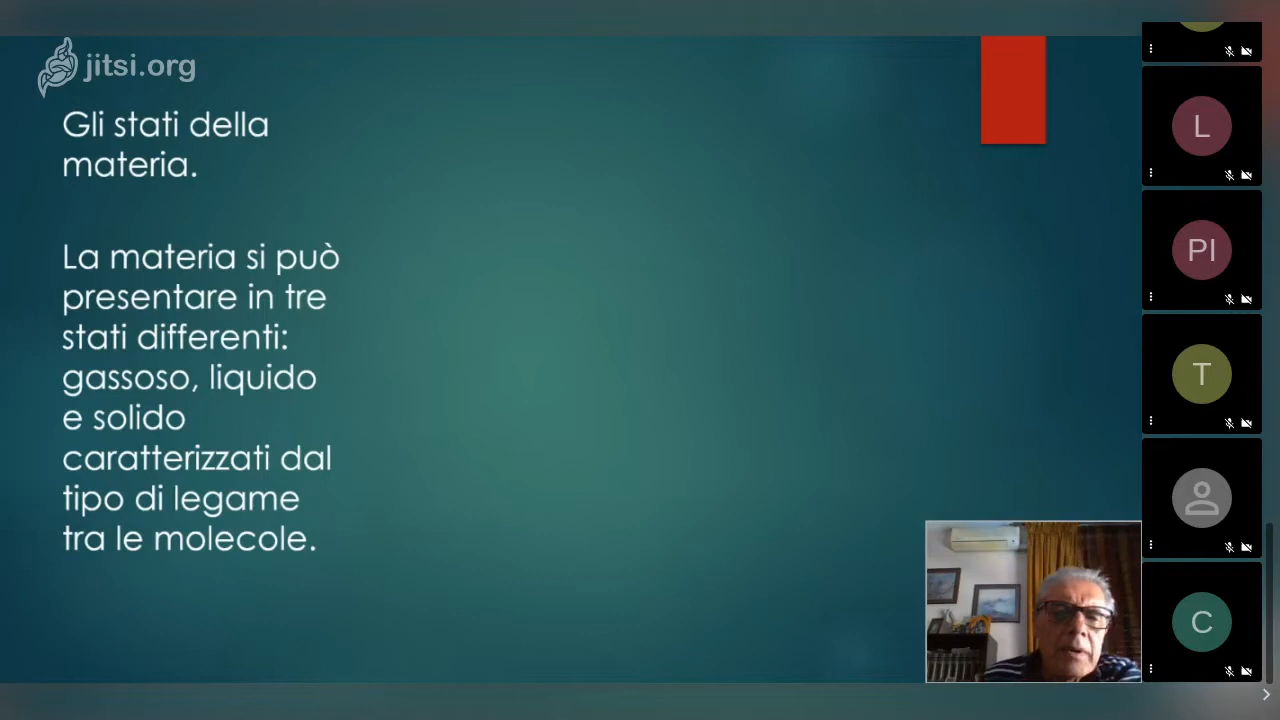 jitsi.org
Gli stati della
materia.
La materia si può
presentare in tre
stati differenti:
gassoso, liquido
e solido
caratterizzati dal
tipo di legame
tra le molecole.
L
PI
T
C